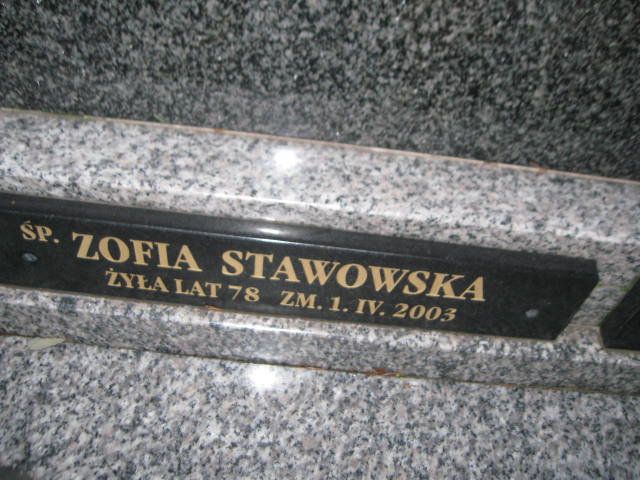 ŚP. ZOFIA STAWOWSKA
ŻYŁA LAT 78 ZM. 1. IV. 2003